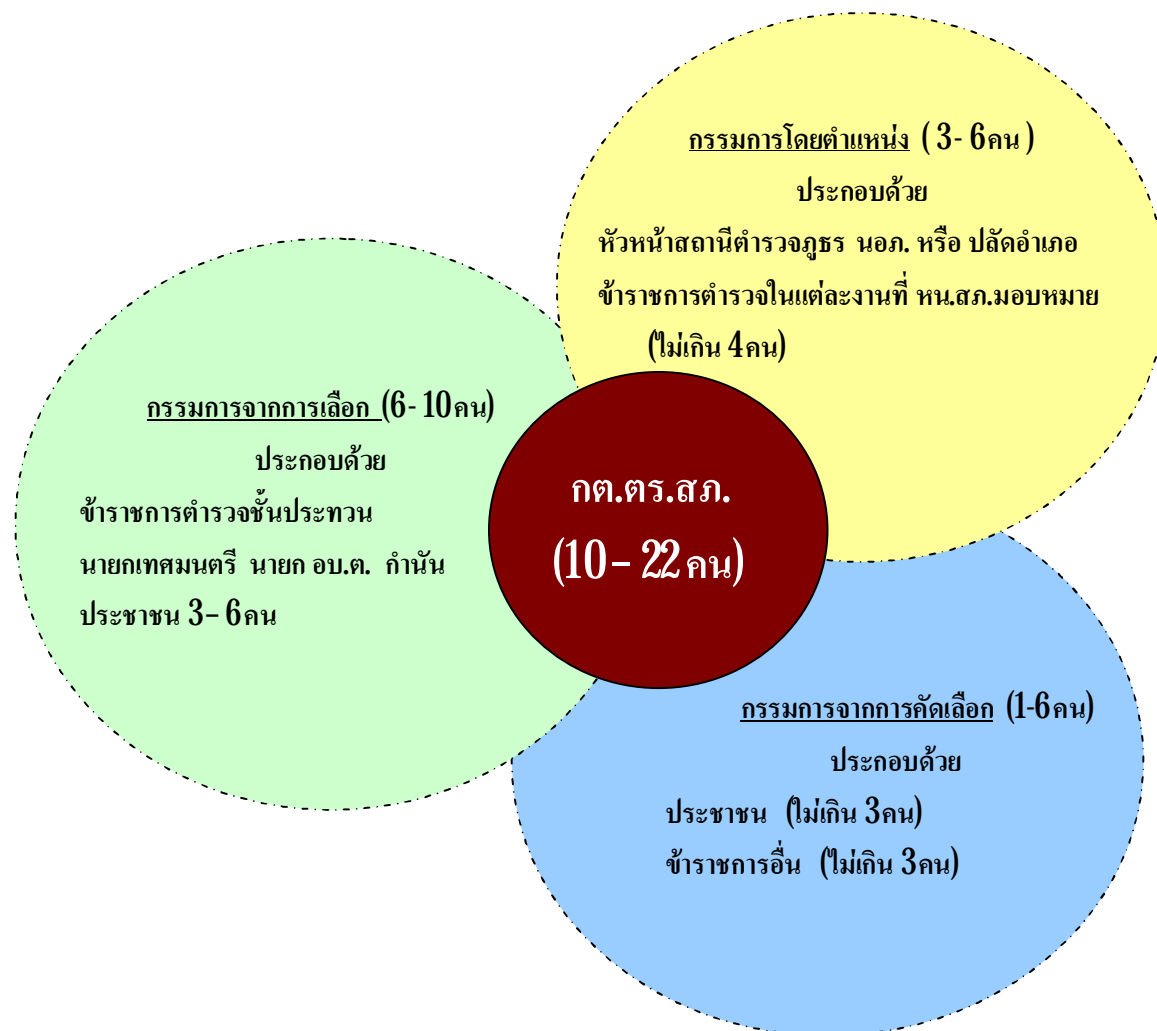 กรรมการโดยตำแหน่ง ( 3- 6คน )
ประกอบด้วย
หัวหน้าสถานีตำรวจภูธร นอภ. หรือ ปลัดอำเภอ
ข้าราชการตำรวจในแต่ละงานที่ หน.สภ.มอบหมาย
(ไม่เกิน 4คน)
กรรมการจากการเลือก (6- 10คน)
ประกอบด้วย
ข้าราชการตำรวจชั้นประทวน
นายกเทศมนตรี นายก อบ.ต. กำนัน
ประชาชน 3– 6คน
กต.ตร.สภ.
(10– 22คน)
กรรมการจากการคัดเลือก (1-6คน)
ประกอบด้วย
ประชาชน (ไม่เกิน 3คน)
ข้าราชการอื่น (ไม่เกิน 3คน)